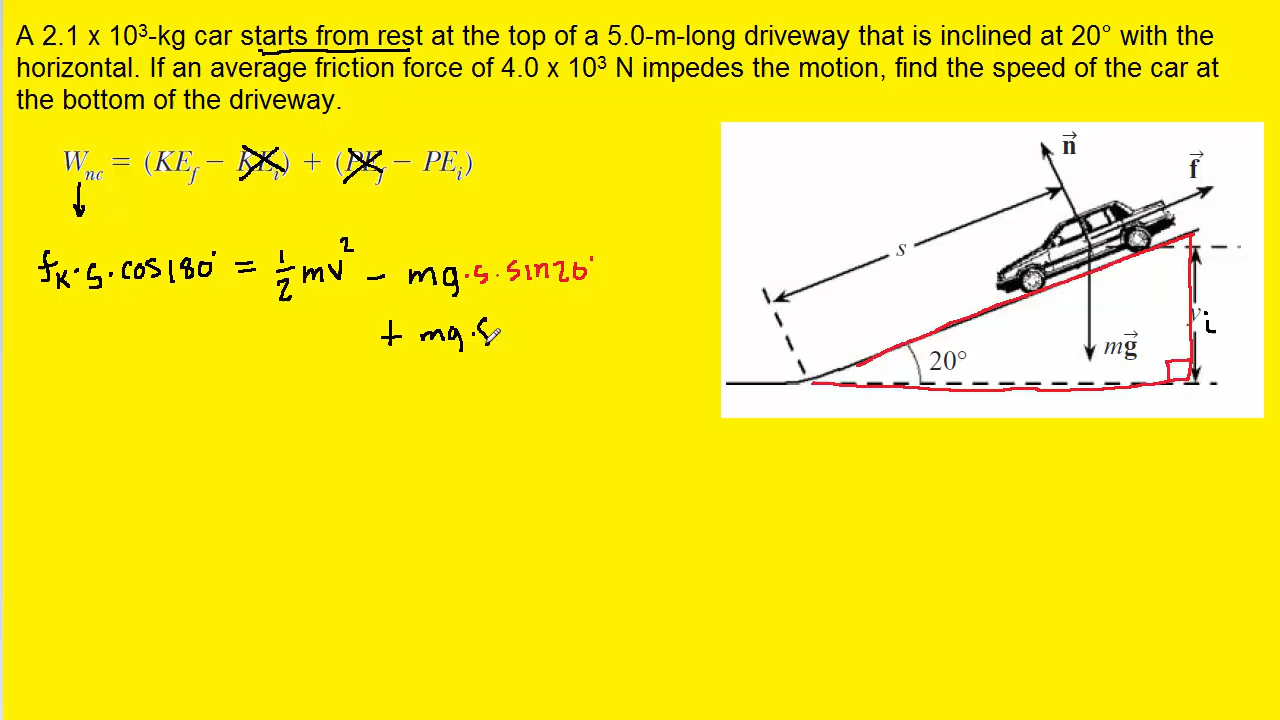 A 2.1 x 10³-kg car starts from rest at the top of a 5.0-m-long driveway that is inclined at 20° with the
horizontal. If an average friction force of 4.0 x 10³ N impedes the motion, find the speed of the car at
the bottom of the driveway.
W_nc = (KE_f − KE_i) + (PE_f − PE_i)
f_K · s · cos180° = ½mv² − mg · s · sin20°
+ mg · s
n
f
s
y i
20°
mg